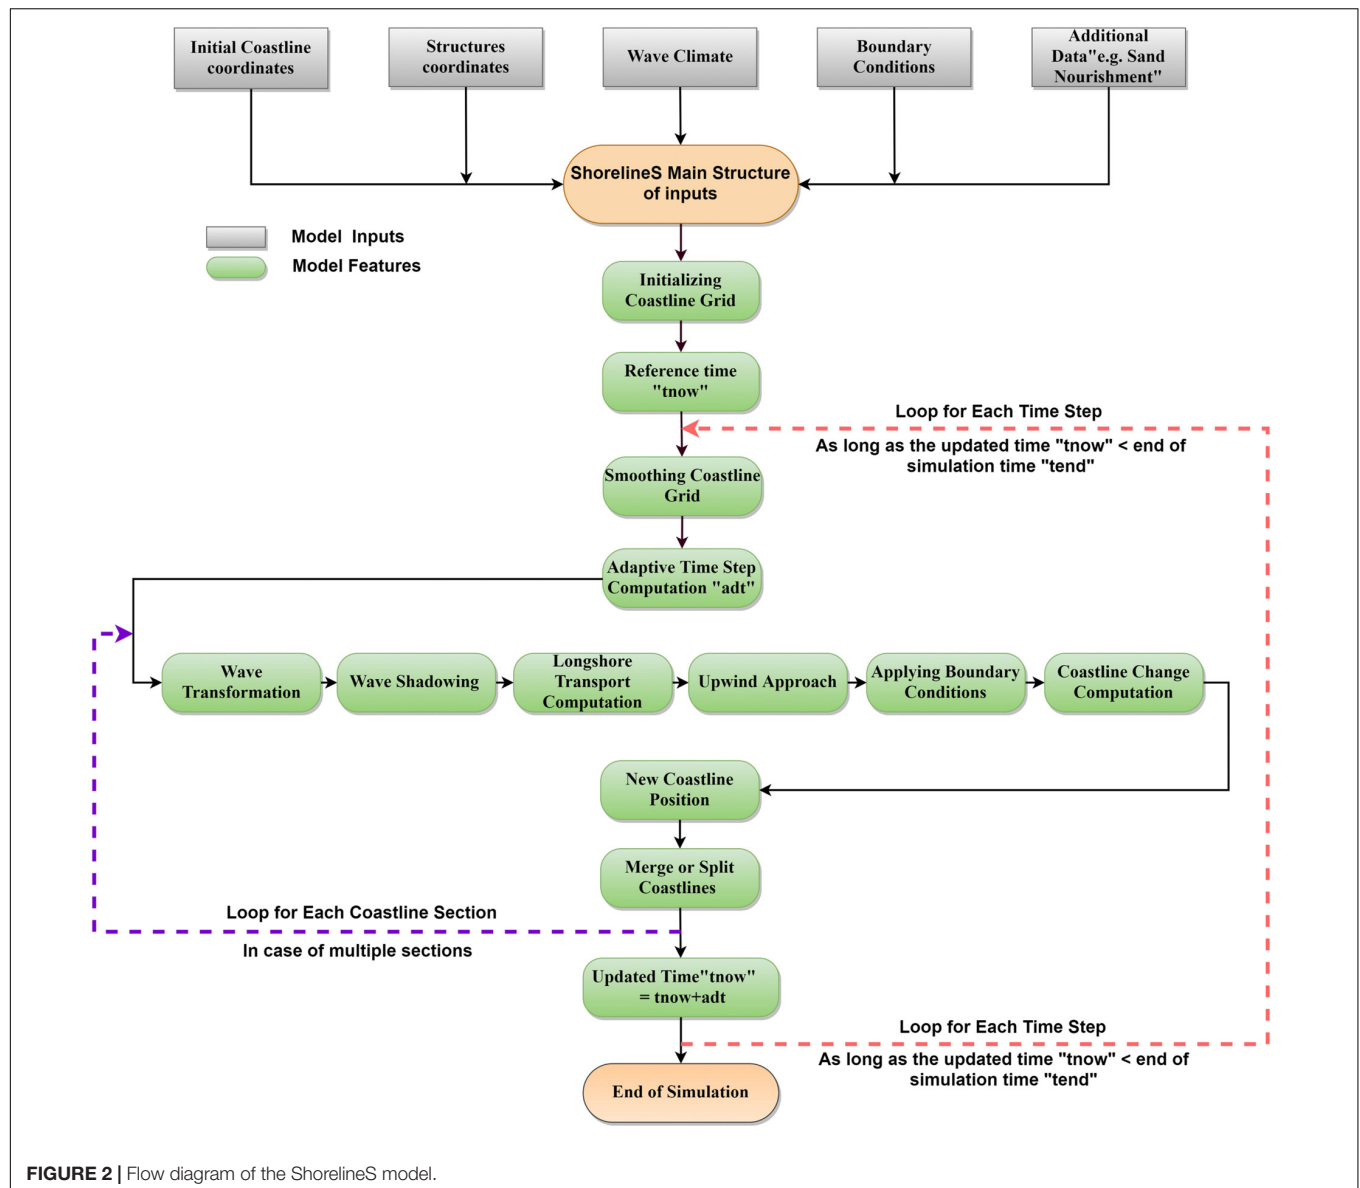 Initial Coastline
coordinates
Structures
coordinates
Wave Climate
Boundary
Conditions
Additional
Data"e.g. Sand
Nourishment"
ShorelineS Main Structure
of inputs
Model Inputs
Model Features
Initializing
Coastline Grid
Reference time
"tnow"
Loop for Each Time Step
As long as the updated time "tnow" < end of
simulation time "tend"
Smoothing Coastline
Grid
Adaptive Time Step
Computation "adt"
Wave
Transformation
Wave Shadowing
Longshore
Transport
Computation
Upwind Approach
Applying Boundary
Conditions
Coastline Change
Computation
New Coastline
Position
Merge or Split
Coastlines
Loop for Each Coastline Section
In case of multiple sections
Updated Time"tnow"
= tnow+adt
Loop for Each Time Step
As long as the updated time "tnow" < end of
simulation time "tend"
End of Simulation
FIGURE 2 | Flow diagram of the ShorelineS model.